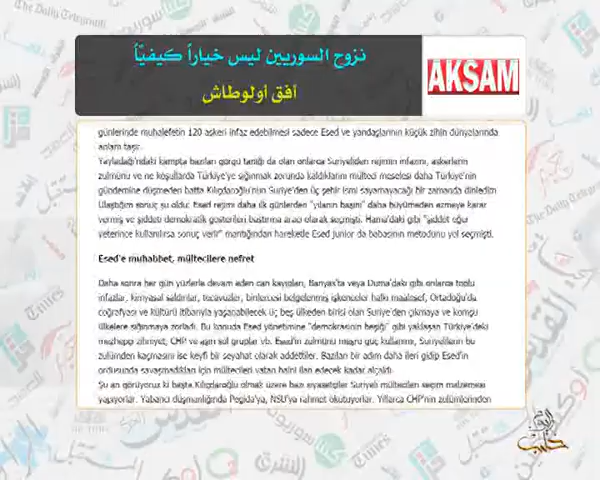 نزوح السوريين ليس خياراً كيفيّاً
أفق أولوطاش
AKSAM
günlerinde muhalefetin 120 askeri infaz edebilmesi sadece Esed ve yandaşlarının küçük zihin dünyalarında
anlam taşır.
Yayladağı'ndaki kampta bazıları görgü tanığı da olan onlarca Suriyeliden rejimin infazını, askerlerin
zulmünü ve ne koşullarda Türkiye'ye sığınmak zorunda kaldıklarını mülteci meselesi daha Türkiye'nin
gündemine düşmeden hatta Kılıçdaroğlu'nun Suriye'den üç şehir ismi sayamayacağı bir zamanda dinledim
Ulaştığım sonuç şu oldu: Esed rejimi daha ilk günlerden "yılanın başını" daha büyümeden ezmeye karar
vermiş ve şiddeti demokratik gösterileri bastırma aracı olarak seçmişti. Hama'daki gibi "şiddet eğer
yeterince kullanılırsa sonuç verir" mantığından hareketle Esed junior da babasının metodunu yol seçmişti.
Esed'e muhabbet, mültecilere nefret
Daha sonra her gün yüzlerle devam eden can kayıpları, Banyas'ta veya Duma'daki gibi onlarca toplu
infazlar, kimyasal saldırılar, tecavüzler, binlercesi belgelenmiş işkenceler halkı maalesef, Ortadoğu'da
coğrafyası ve kültürü itibarıyla yaşanabilecek üç beş ülkeden birisi olan Suriye'den çıkmaya ve komşu
ülkelere sığınmaya zorladı. Bu konuda Esed yönetimine "demokrasinin beşiği" gibi yaklaşan Türkiye'deki
mezhepçi zihniyet, CHP ve aşırı sol gruplar vb. Esed'in zulmünü meşru güç kullanımı, Suriyelilerin bu
zulümden kaçmasını ise keyfi bir seyahat olarak addettiler. Bazıları bir adım daha ileri gidip Esed'in
ordusunda savaşmadıkları için mültecileri vatan haini ilan edecek kadar alçaldı.
Şu an görüyoruz ki başta Kılıçdaroğlu olmak üzere bazı siyasetçiler Suriyeli mültecileri seçim malzemesi
yapıyorlar. Yabancı düşmanlığında Pegida'ya, NSU'ya rahmet okutuyorlar. Yıllarca CHP'nin zulümlerinden